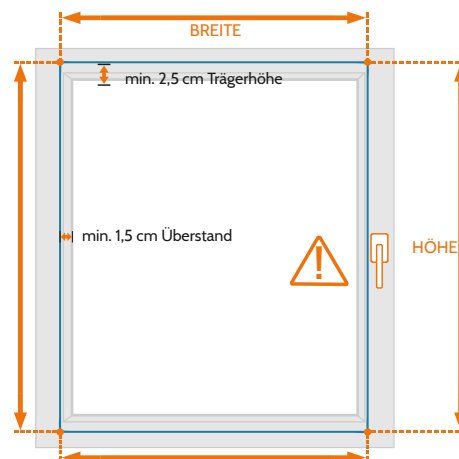 BREITE
min. 2,5 cm Trägerhöhe
min. 1,5 cm Überstand
HÖHE